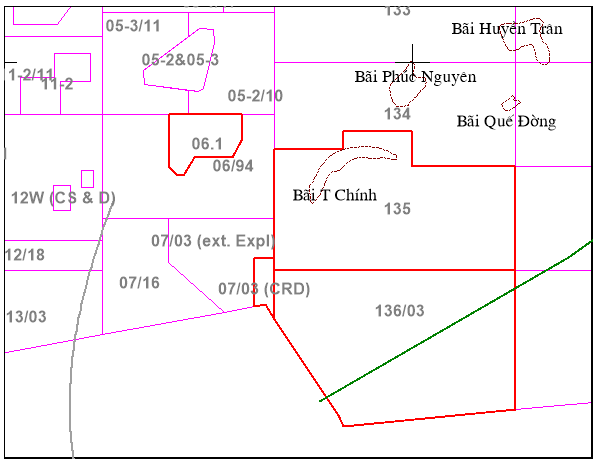 133
05-3/11
Bãi Huyền Trân
05-2&05-3
1-2/11
11-2
Bãi Phúc Nguyên
05-2/10
134
Bãi Quế Đờng
06.1
06/94
12W (CS & D)
Bãi T Chính
135
07/03 (ext. Expl)
12/18
07/16
07/03 (CRD)
13/03
136/03